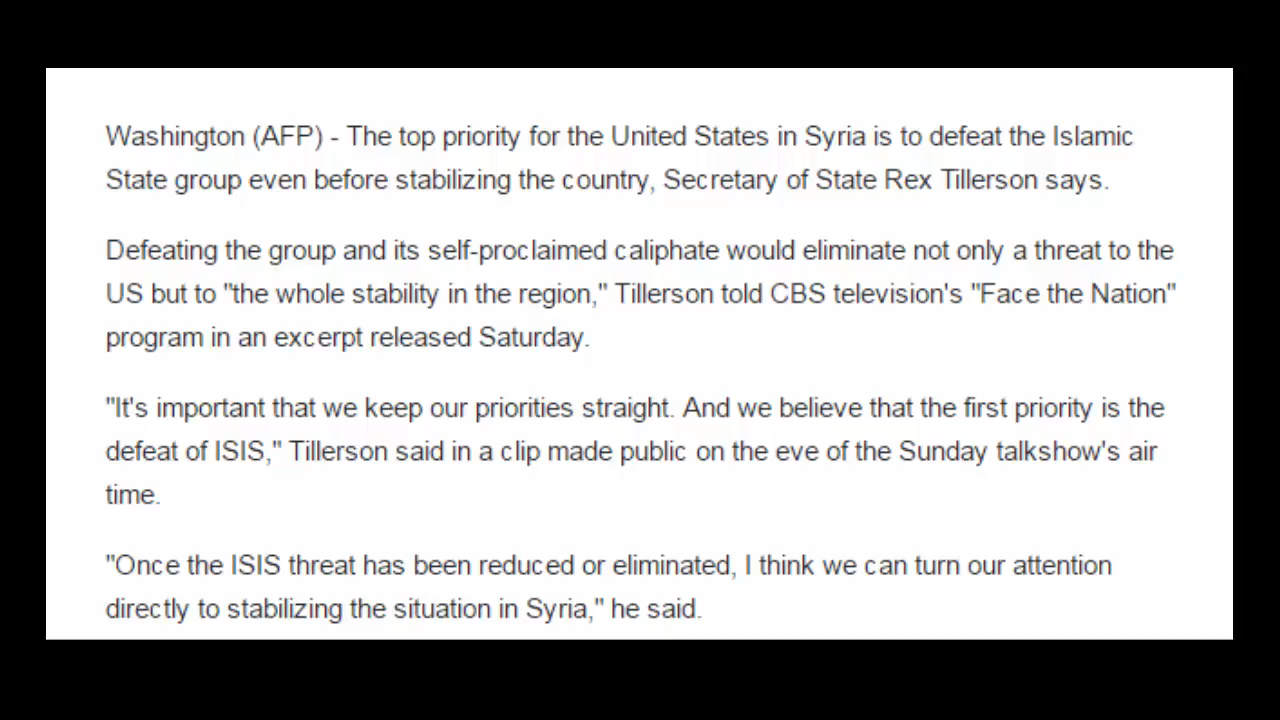 Washington (AFP) - The top priority for the United States in Syria is to defeat the Islamic
State group even before stabilizing the country, Secretary of State Rex Tillerson says.
Defeating the group and its self-proclaimed caliphate would eliminate not only a threat to the
US but to "the whole stability in the region," Tillerson told CBS television's "Face the Nation"
program in an excerpt released Saturday.
"It's important that we keep our priorities straight. And we believe that the first priority is the
defeat of ISIS," Tillerson said in a clip made public on the eve of the Sunday talkshow's air
time.
"Once the ISIS threat has been reduced or eliminated, I think we can turn our attention
directly to stabilizing the situation in Syria," he said.